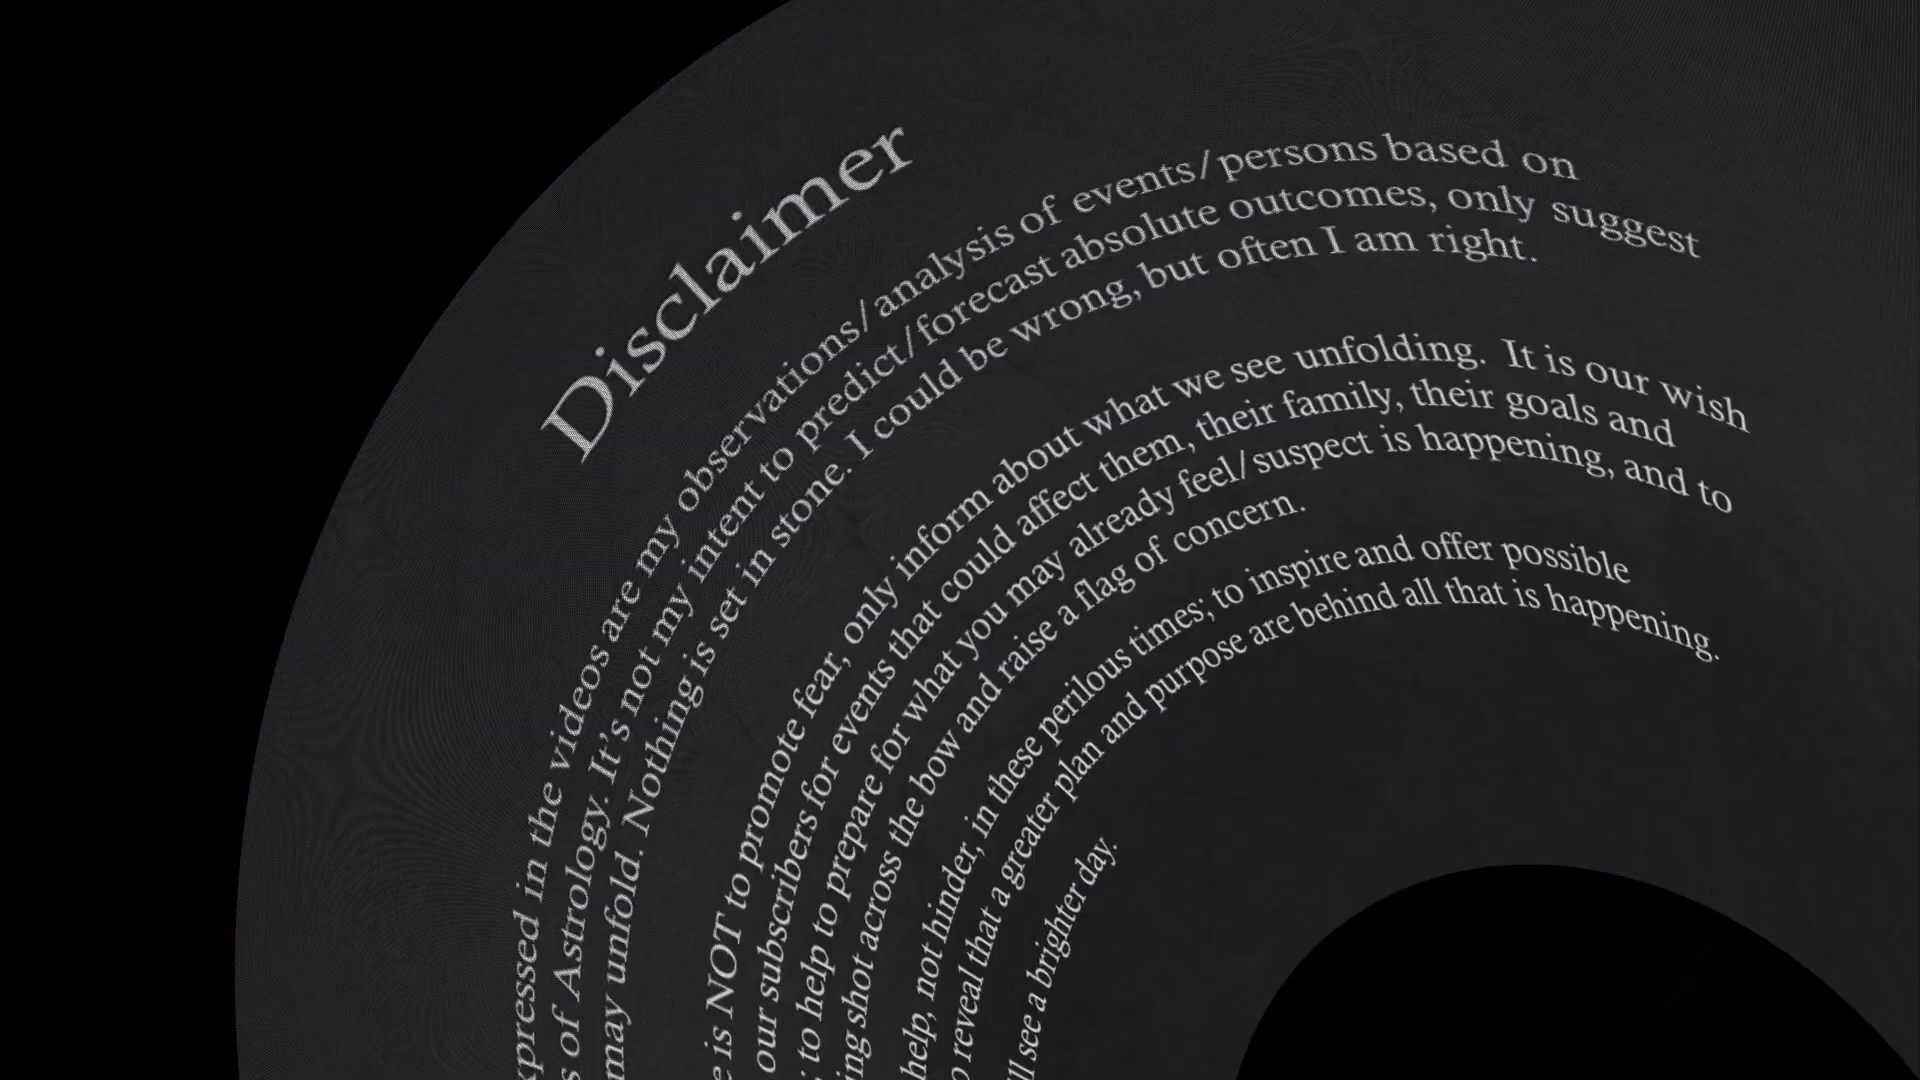 Disclaimer
expressed in the videos are my observations/analysis of events/persons based on
of Astrology. It's not my intent to predict/forecast absolute outcomes, only suggest
may unfold. Nothing is set in stone. I could be wrong, but often I am right.
is NOT to promote fear, only inform about what we see unfolding. It is our wish
our subscribers for events that could affect them, their family, their goals and
to help to prepare for what you may already feel/suspect is happening, and to
shot across the bow and raise a flag of concern.
help, not hinder, in these perilous times; to inspire and offer possible
reveal that a greater plan and purpose are behind all that is happening.
see a brighter day.